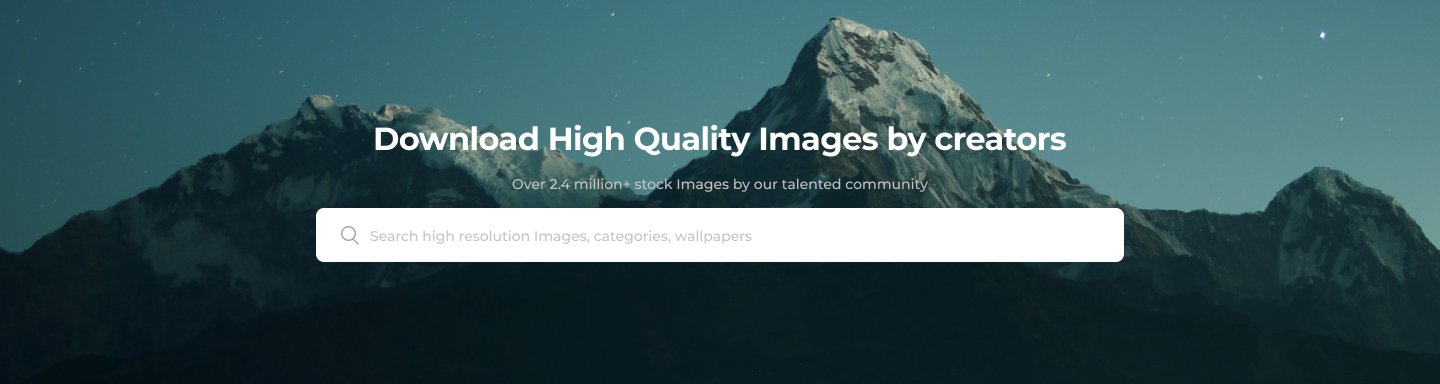 Download High Quality Images by creators
Over 2.4 million+ stock Images by our talented community
Search high resolution Images, categories, wallpapers